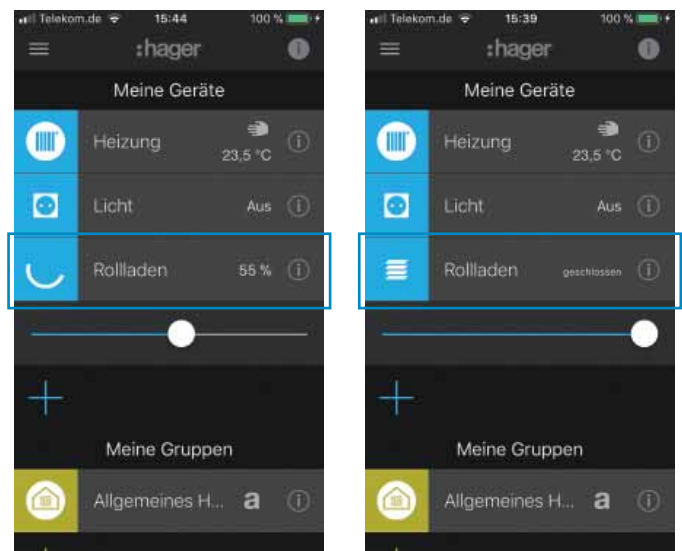 Telekom.de 15:44 100 %
:hager
Meine Geräte
Heizung 23,5 °C
Licht Aus
Rollladen 55 %
Meine Gruppen
Allgemeines H... a
Telekom.de 15:39 100 %
:hager
Meine Geräte
Heizung 23,5 °C
Licht Aus
Rollladen geschlossen
Meine Gruppen
Allgemeines H... a